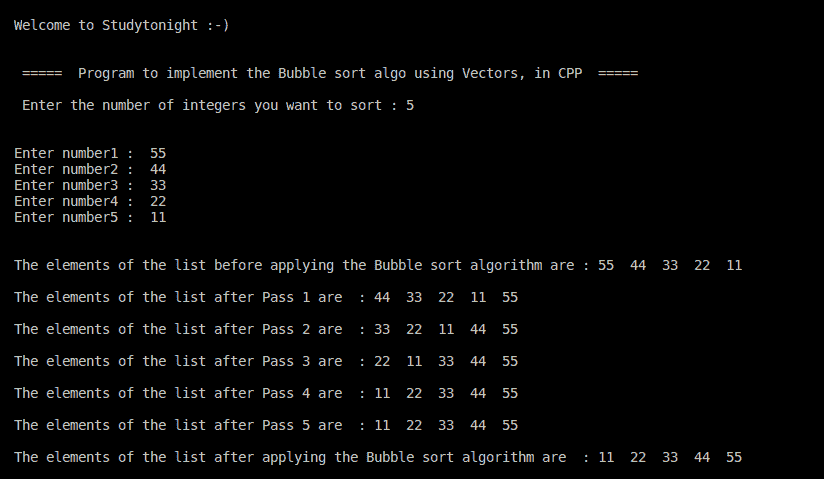 Welcome to Studytonight :-)
=====  Program to implement the Bubble sort algo using Vectors, in CPP  =====
Enter the number of integers you want to sort : 5
Enter number1 :  55
Enter number2 :  44
Enter number3 :  33
Enter number4 :  22
Enter number5 :  11
The elements of the list before applying the Bubble sort algorithm are : 55  44  33  22  11
The elements of the list after Pass 1 are  : 44  33  22  11  55
The elements of the list after Pass 2 are  : 33  22  11  44  55
The elements of the list after Pass 3 are  : 22  11  33  44  55
The elements of the list after Pass 4 are  : 11  22  33  44  55
The elements of the list after Pass 5 are  : 11  22  33  44  55
The elements of the list after applying the Bubble sort algorithm are  : 11  22  33  44  55